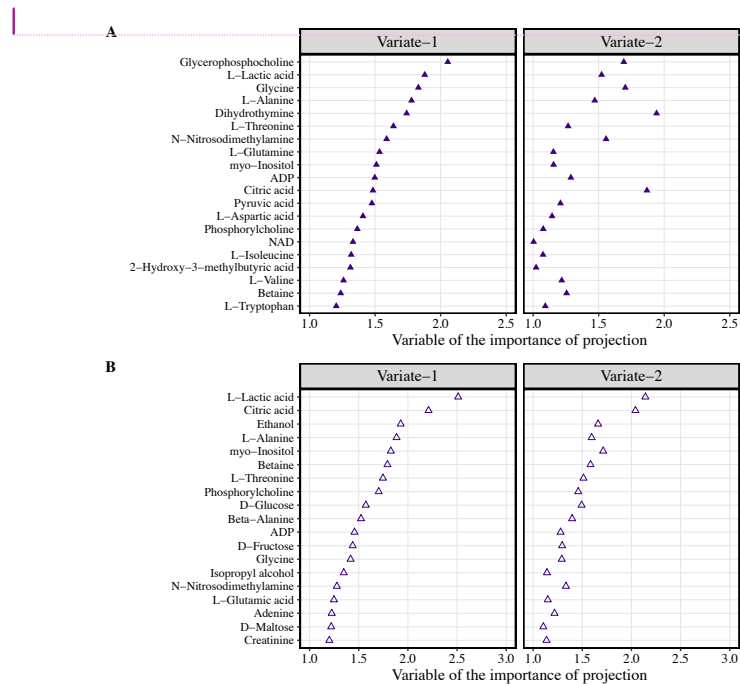 A
Variate−1 Variate−2
Glycerophosphocholine
L−Lactic acid
Glycine
L−Alanine
Dihydrothymine
L−Threonine
N−Nitrosodimethylamine
L−Glutamine
myo−Inositol
ADP
Citric acid
Pyruvic acid
L−Aspartic acid
Phosphorylcholine
NAD
L−Isoleucine
2−Hydroxy−3−methylbutyric acid
L−Valine
Betaine
L−Tryptophan
1.0 1.5 2.0 2.5 1.0 1.5 2.0 2.5
Variable of the importance of projection
B
Variate−1 Variate−2
L−Lactic acid
Citric acid
Ethanol
L−Alanine
myo−Inositol
Betaine
L−Threonine
Phosphorylcholine
D−Glucose
Beta−Alanine
ADP
D−Fructose
Glycine
Isopropyl alcohol
N−Nitrosodimethylamine
L−Glutamic acid
Adenine
D−Maltose
Creatinine
1.0 1.5 2.0 2.5 3.0 1.0 1.5 2.0 2.5 3.0
Variable of the importance of projection